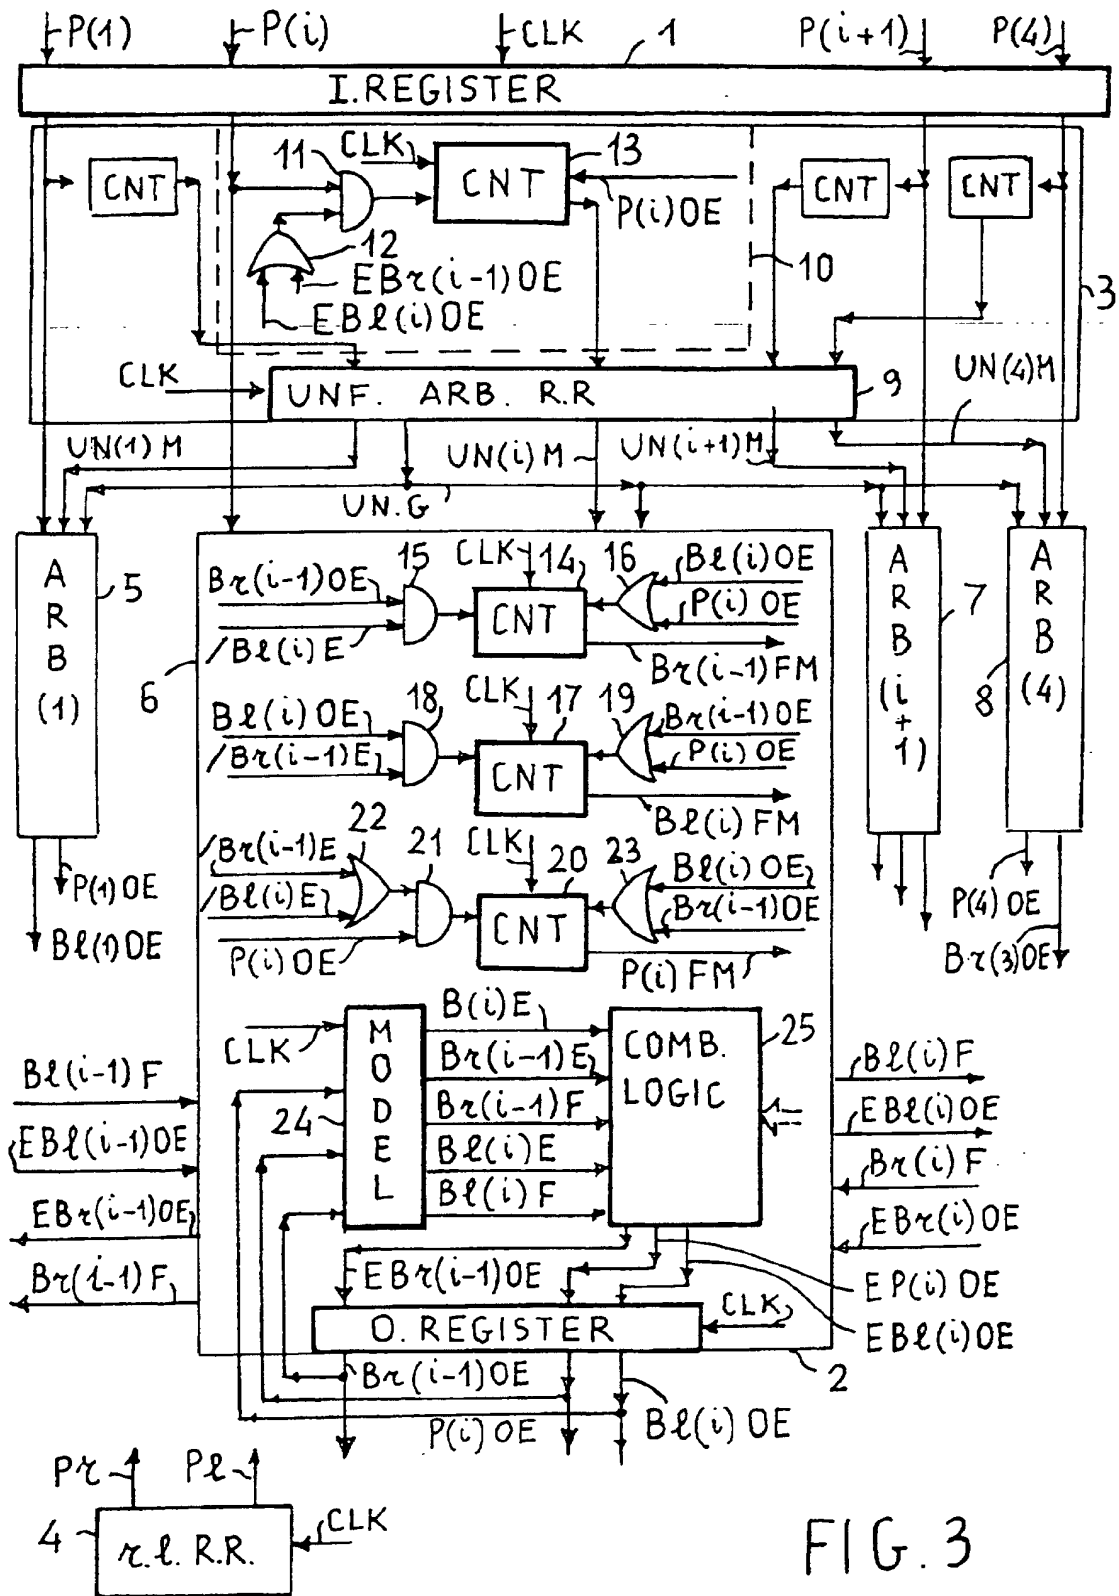 P(1)
P(i)
CLK
1
P(i+1)
P(4)
I.REGISTER
CNT
11
CLK
CNT
13
P(i)OE
12
EBr(i-1)OE
EBl(i)OE
CNT
CNT
10
3
CLK
UNF. ARB. R.R
9
UN(4)M
UN(1)M
UN(i)M
UN(i+1)M
UN.G
ARB(1)
5
6
ARB(i+1)
7
ARB(4)
8
Br(i-1)OE
15
CLK
14
16
Bl(i)OE
P(i)OE
/Bl(i)E
CNT
Br(i-1)FM
Bl(i)OE
18
CLK
17
19
Br(i-1)OE
P(i)OE
/Br(i-1)E
CNT
Bl(i)FM
/Br(i-1)E
22
21
CLK
20
23
Bl(i)OE
Br(i-1)OE
/Bl(i)E
P(i)OE
CNT
P(i)FM
P(1)OE
Bl(1)OE
P(4)OE
Br(3)OE
CLK
MODEL
24
B(i)E
Br(i-1)E
Br(i-1)F
Bl(i)E
Bl(i)F
COMB.
LOGIC
25
Bl(i-1)F
EBl(i-1)OE
EBr(i-1)OE
Br(i-1)F
Bl(i)F
EBl(i)OE
Br(i)F
EBr(i)OE
EBr(i-1)OE
EP(i)OE
EBl(i)OE
O.REGISTER
CLK
2
Br(i-1)OE
P(i)OE
Bl(i)OE
Pr
Pl
4
r.l.R.R.
CLK
FIG.3